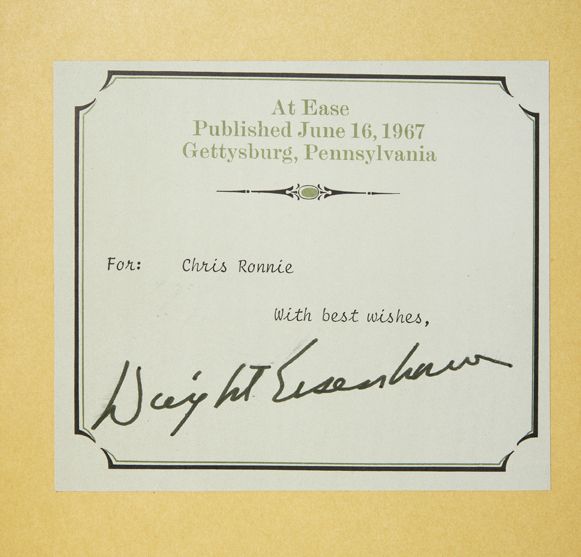 At Ease
Published June 16, 1967
Gettysburg, Pennsylvania
For: Chris Ronnie
With best wishes,
Dwight Eisenhower